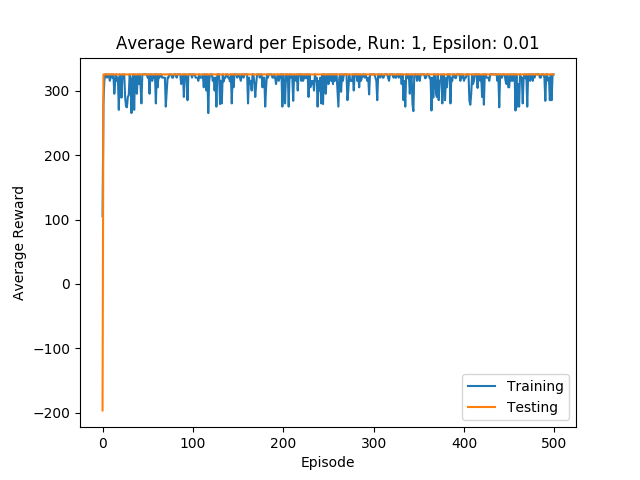 Average Reward per Episode, Run: 1, Epsilon: 0.01
Average Reward
300
200
100
0
−100
−200
0 100 200 300 400 500
Episode
Training
Testing